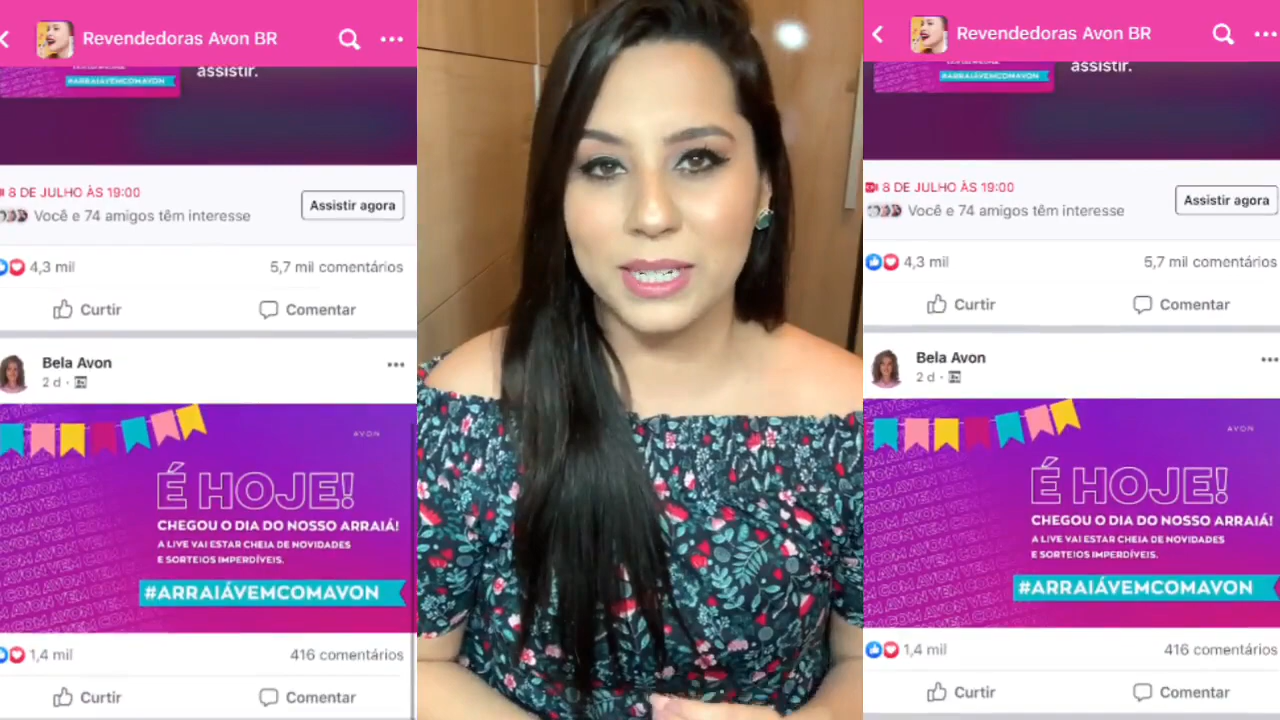 Revendedoras Avon BR
assistir.
#ARRAIÁVEMCOMAVON
8 DE JULHO ÀS 19:00
Você e 74 amigos têm interesse
Assistir agora
4,3 mil
5,7 mil comentários
Curtir
Comentar
Bela Avon
2 d
AVON
É HOJE!
CHEGOU O DIA DO NOSSO ARRAIÁ!
A LIVE VAI ESTAR CHEIA DE NOVIDADES
E SORTEIOS IMPERDÍVEIS.
#ARRAIÁVEMCOMAVON
1,4 mil
416 comentários
Curtir
Comentar
Revendedoras Avon BR
assistir.
#ARRAIÁVEMCOMAVON
8 DE JULHO ÀS 19:00
Você e 74 amigos têm interesse
Assistir agora
4,3 mil
5,7 mil comentários
Curtir
Comentar
Bela Avon
2 d
AVON
É HOJE!
CHEGOU O DIA DO NOSSO ARRAIÁ!
A LIVE VAI ESTAR CHEIA DE NOVIDADES
E SORTEIOS IMPERDÍVEIS.
#ARRAIÁVEMCOMAVON
1,4 mil
416 comentários
Curtir
Comentar